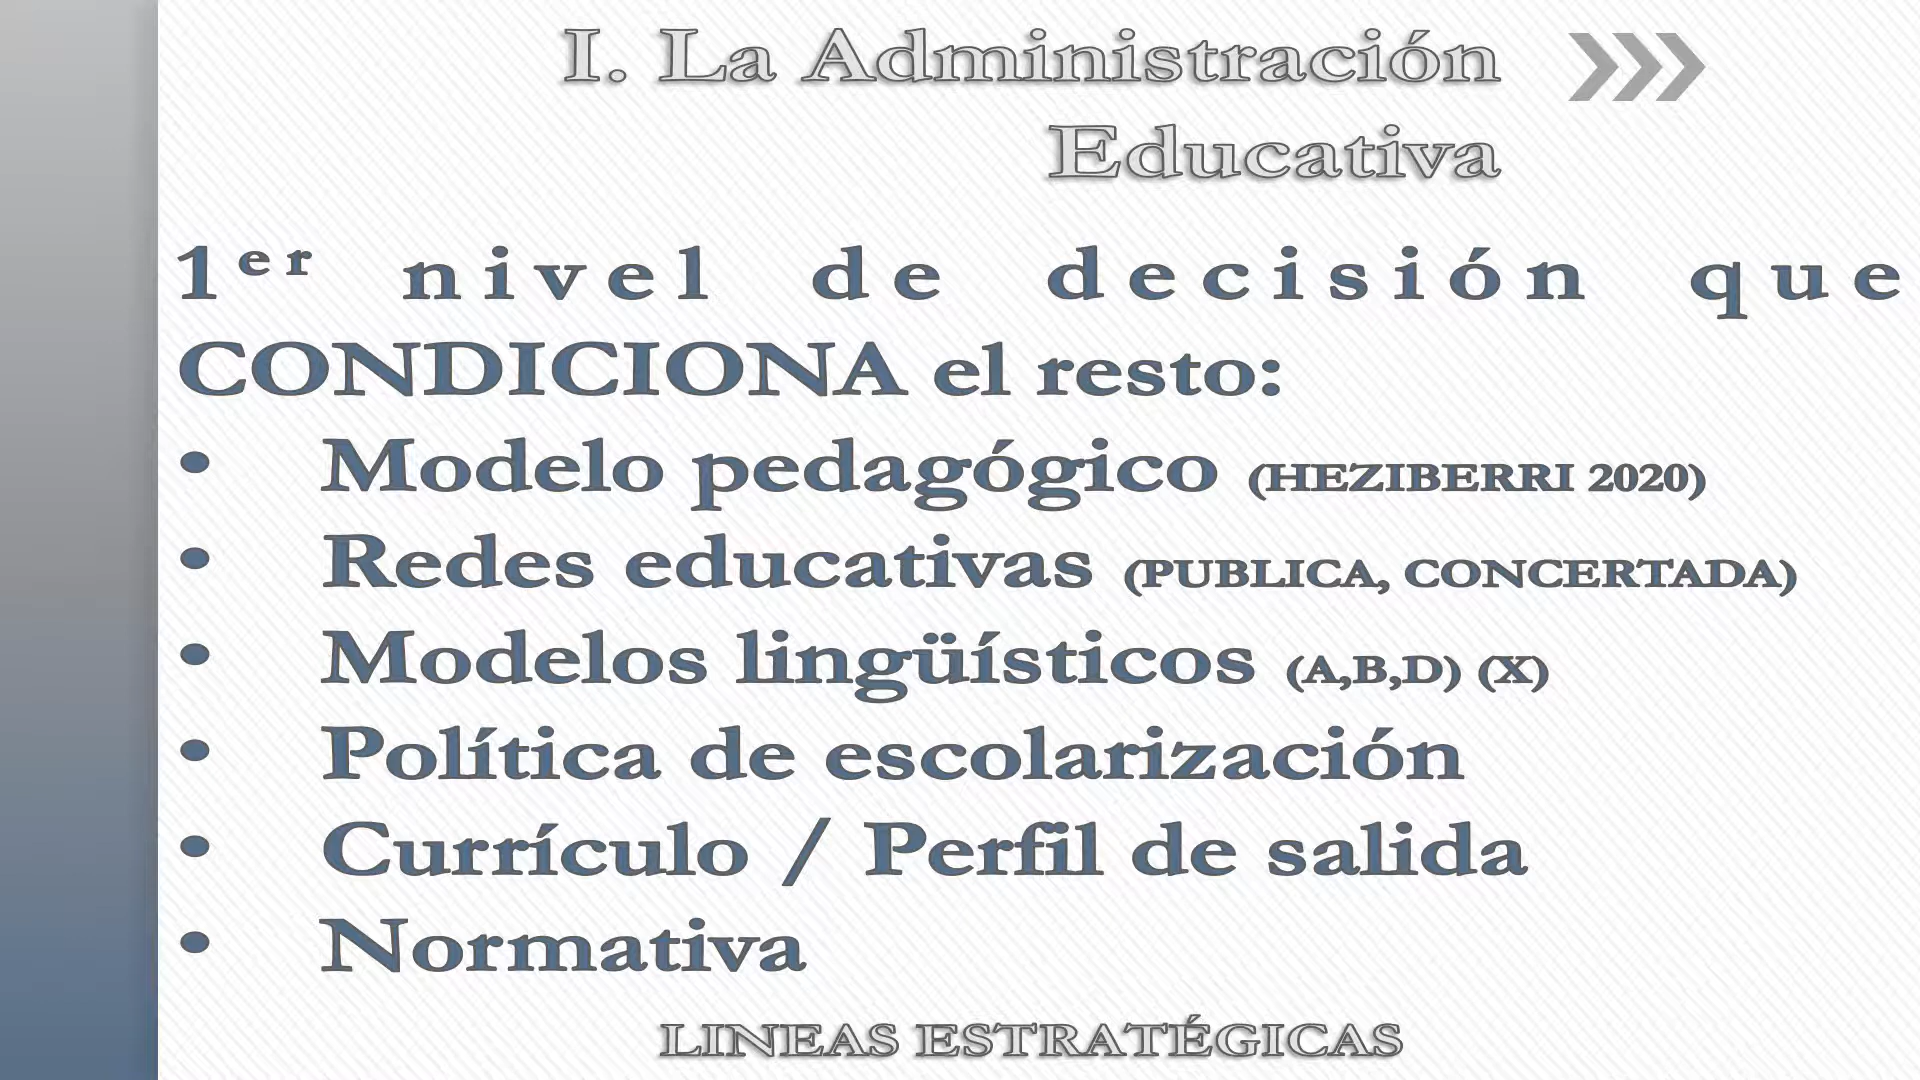 I. La Administración
Educativa
1er nivel de decisión que
CONDICIONA el resto:
• Modelo pedagógico (HEZIBERRI 2020)
• Redes educativas (PUBLICA, CONCERTADA)
• Modelos lingüísticos (A,B,D) (X)
• Política de escolarización
• Currículo / Perfil de salida
• Normativa
LINEAS ESTRATÉGICAS